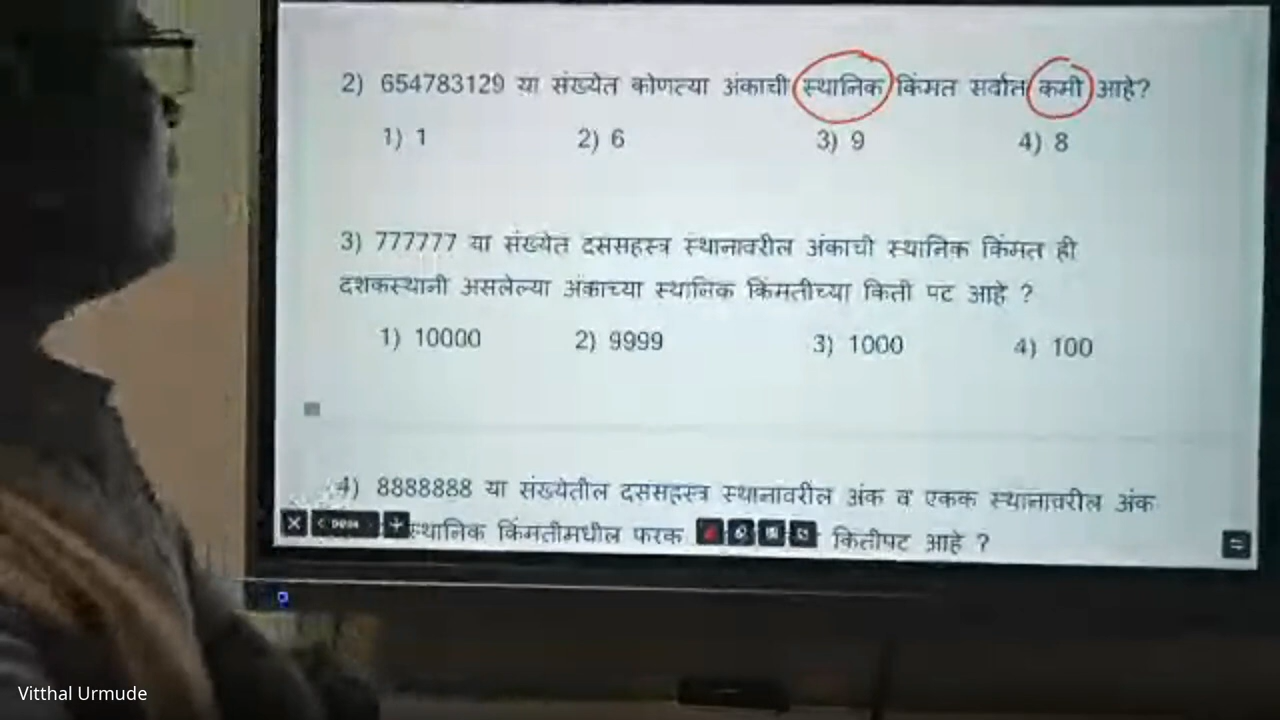 2) 654783129 या संख्येत कोणत्या अंकाची स्थानिक किंमत सर्वात कमी आहे?
1) 1 2) 6 3) 9 4) 8
3) 777777 या संख्येत दससहस्त्र स्थानावरील अंकाची स्थानिक किंमत ही
दशकस्थानी असलेल्या अंकाच्या स्थानिक किंमतीच्या किती पट आहे ?
1) 10000 2) 9999 3) 1000 4) 100
4) 8888888 या संख्येतील दससहस्त्र स्थानावरील अंक व एकक स्थानावरील अंक
स्थानिक किंमतीमधील फरक कितीपट आहे ?
Vitthal Urmude